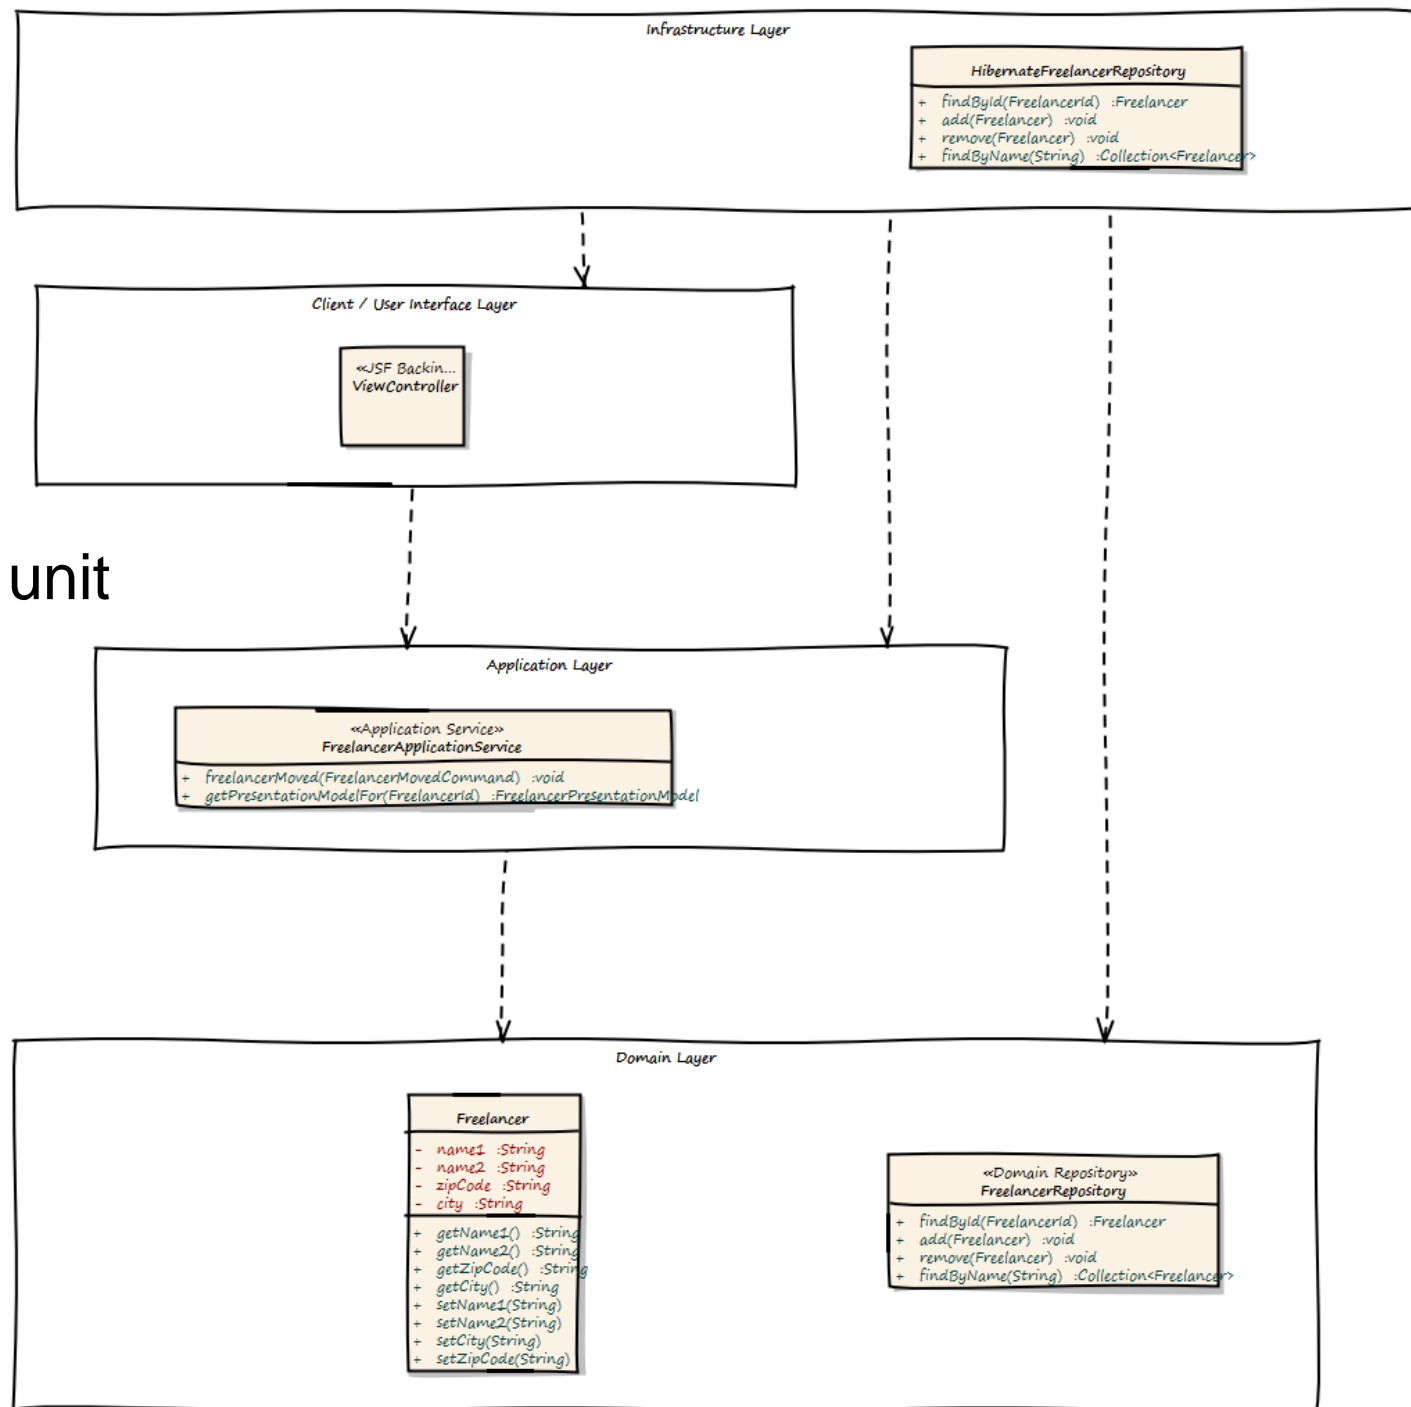 Infrastructure Layer
HibernateFreelancerRepository
+ findById(FreelancerId) :Freelancer
+ add(Freelancer) :void
+ remove(Freelancer) :void
+ findByName(String) :Collection<Freelancer>
Client / User Interface Layer
«JSF Backin...
ViewController
unit
Application Layer
«Application Service»
FreelancerApplicationService
+ freelancerMoved(FreelancerMovedCommand) :void
+ getPresentationModelFor(FreelancerId) :FreelancerPresentationModel
Domain Layer
Freelancer
- name1 :String
- name2 :String
- zipCode :String
- city :String
+ getName1() :String
+ getName2() :String
+ getZipCode() :String
+ getCity() :String
+ setName1(String)
+ setName2(String)
+ setCity(String)
+ setZipCode(String)
«Domain Repository»
FreelancerRepository
+ findById(FreelancerId) :Freelancer
+ add(Freelancer) :void
+ remove(Freelancer) :void
+ findByName(String) :Collection<Freelancer>